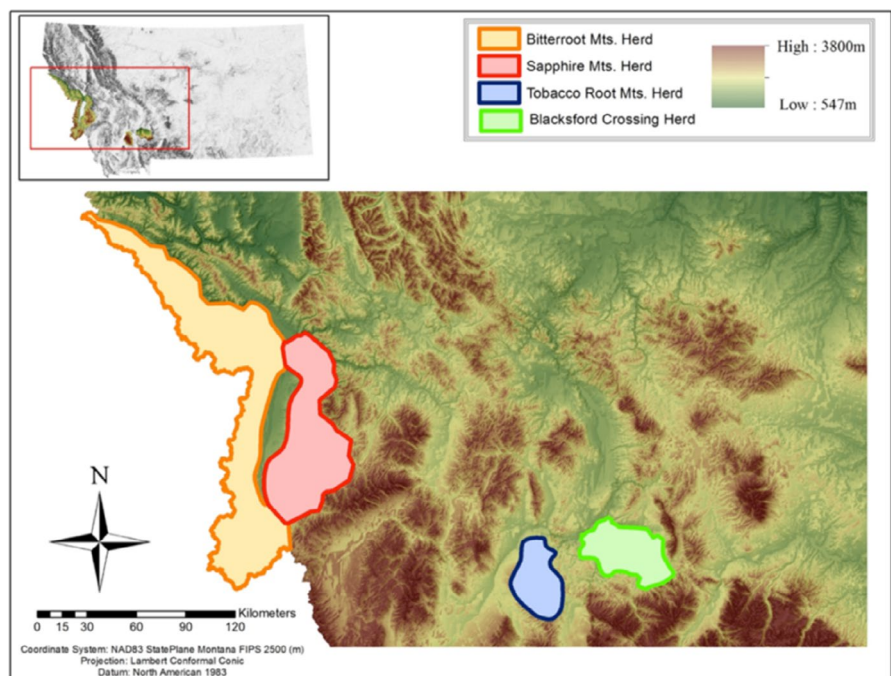 Bitterroot Mts. Herd
Sapphire Mts. Herd
Tobacco Root Mts. Herd
Blacksford Crossing Herd
High : 3800m
Low : 547m
N
Kilometers
0 15 30 60 90 120
Coordinate System: NAD83 StatePlane Montana FIPS 2500 (m)
Projection: Lambert Conformal Conic
Datum: North American 1983